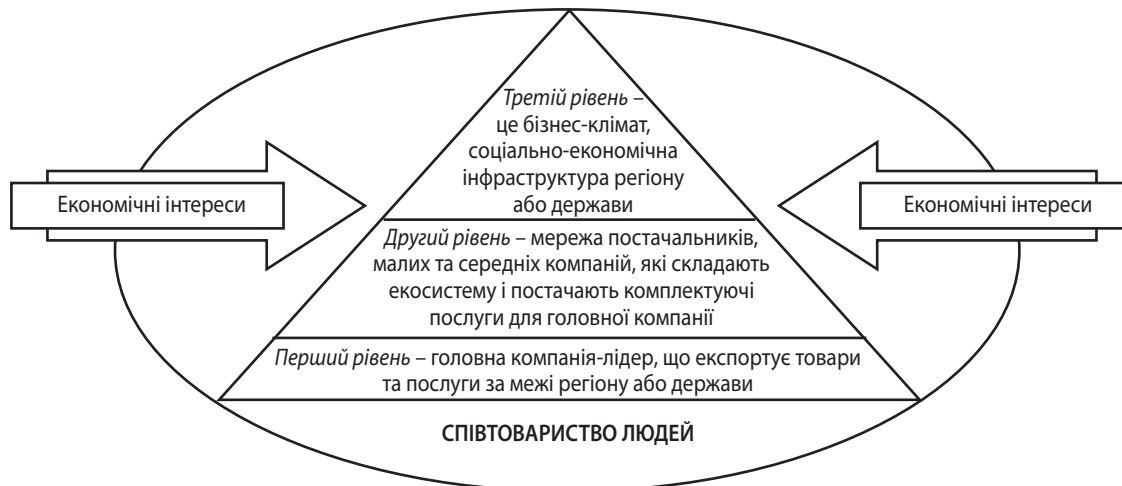 Третій рівень –
це бізнес-клімат,
соціально-економічна
інфраструктура регіону
або держави
Економічні інтереси
Економічні інтереси
Другий рівень – мережа постачальників,
малих та середніх компаній, які складають
екосистему і постачають комплектуючі
послуги для головної компанії
Перший рівень – головна компанія-лідер, що експортує товари
та послуги за межі регіону або держави
СПІВТОВАРИСТВО ЛЮДЕЙ